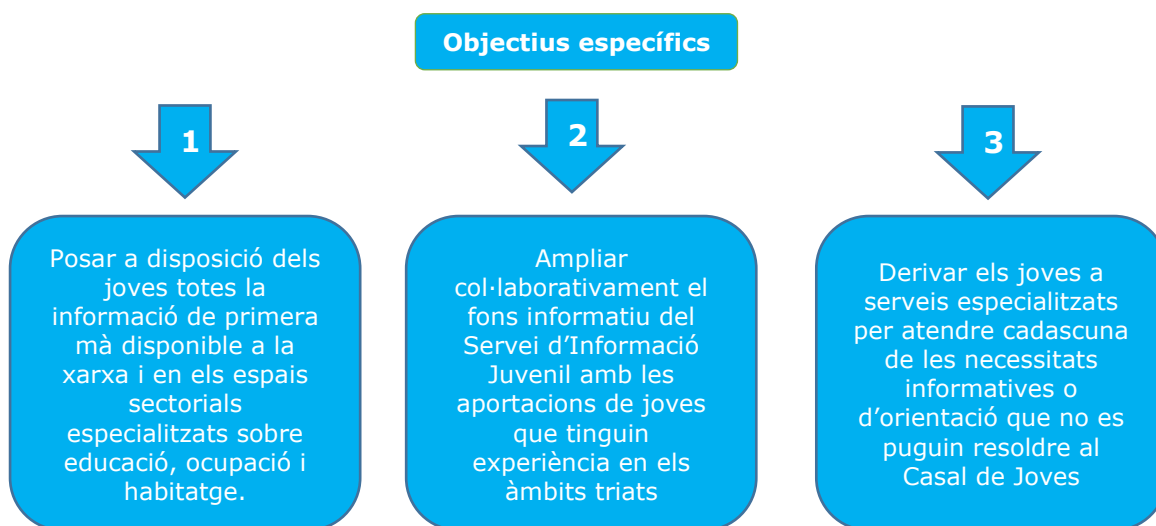 Objectius específics
1
2
3
Posar a disposició dels
joves totes la
informació de primera
mà disponible a la
xarxa i en els espais
sectorials
especialitzats sobre
educació, ocupació i
habitatge.
Ampliar
col·laborativament el
fons informatiu del
Servei d’Informació
Juvenil amb les
aportacions de joves
que tinguin
experiència en els
àmbits triats
Derivar els joves a
serveis especialitzats
per atendre cadascuna
de les necessitats
informatives o
d’orientació que no es
puguin resoldre al
Casal de Joves